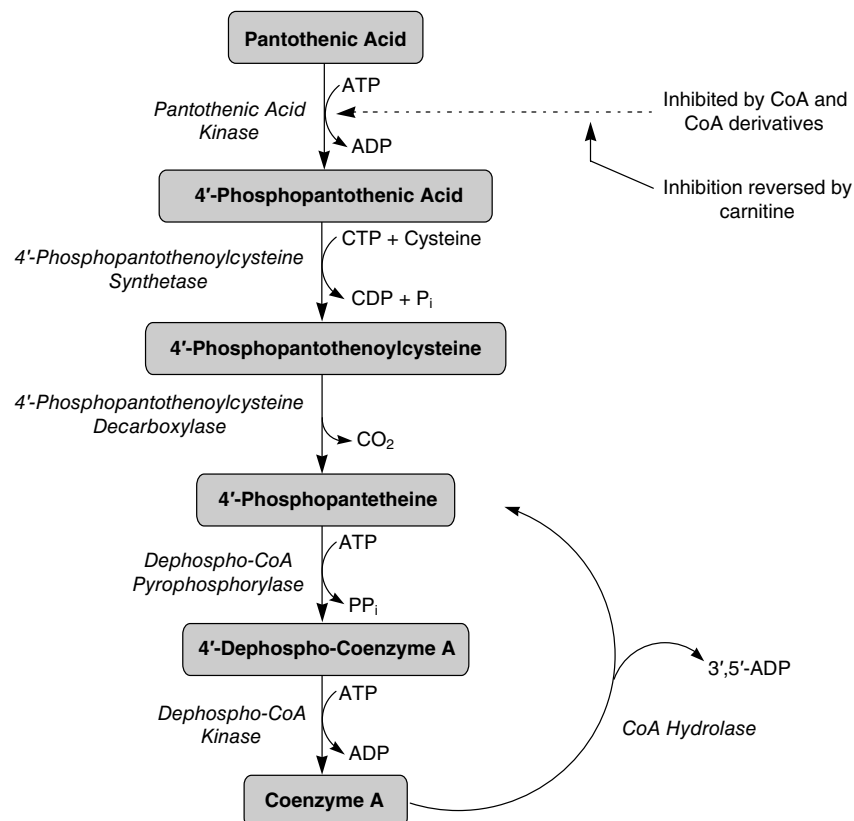 Pantothenic Acid
ATP
Pantothenic Acid
Kinase
ADP
Inhibited by CoA and
CoA derivatives
Inhibition reversed by
carnitine
4′-Phosphopantothenic Acid
CTP + Cysteine
4′-Phosphopantothenoylcysteine
Synthetase
CDP + Pi
4′-Phosphopantothenoylcysteine
4′-Phosphopantothenoylcysteine
Decarboxylase
CO2
4′-Phosphopantetheine
ATP
Dephospho-CoA
Pyrophosphorylase
PPi
4′-Dephospho-Coenzyme A
ATP
Dephospho-CoA
Kinase
ADP
3′,5′-ADP
CoA Hydrolase
Coenzyme A